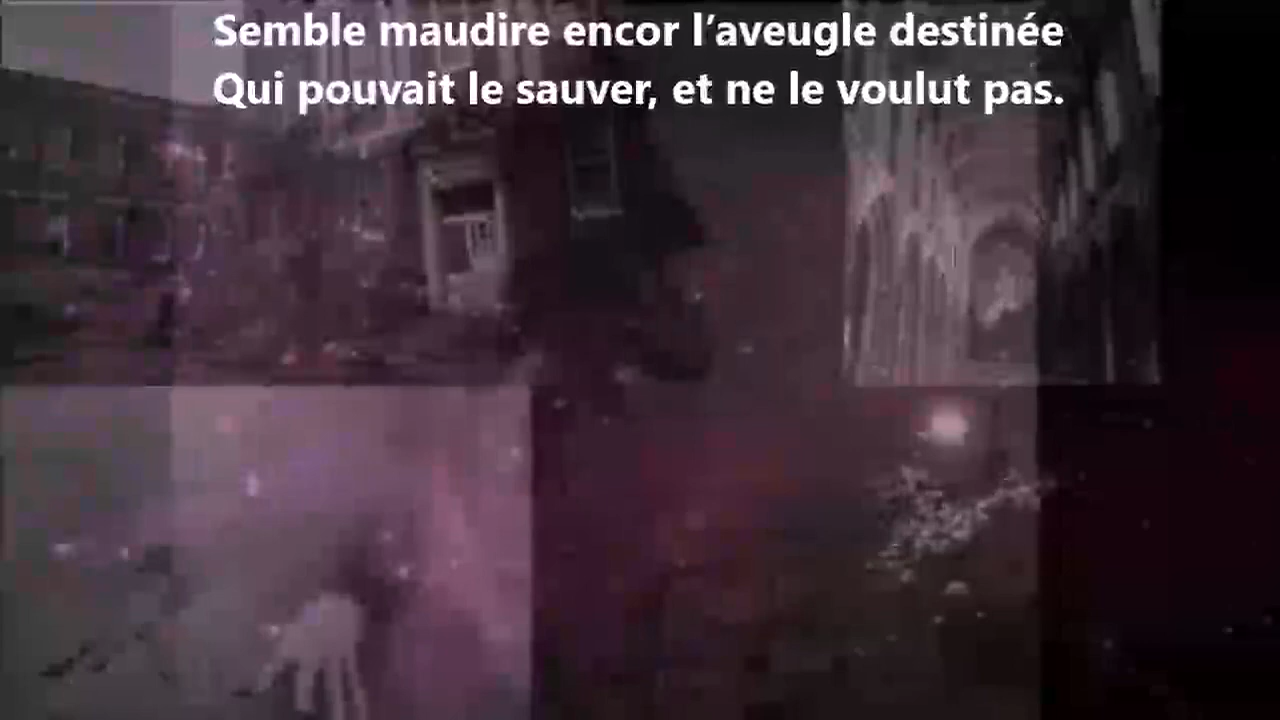 Semble maudire encor l’aveugle destinée
Qui pouvait le sauver, et ne le voulut pas.